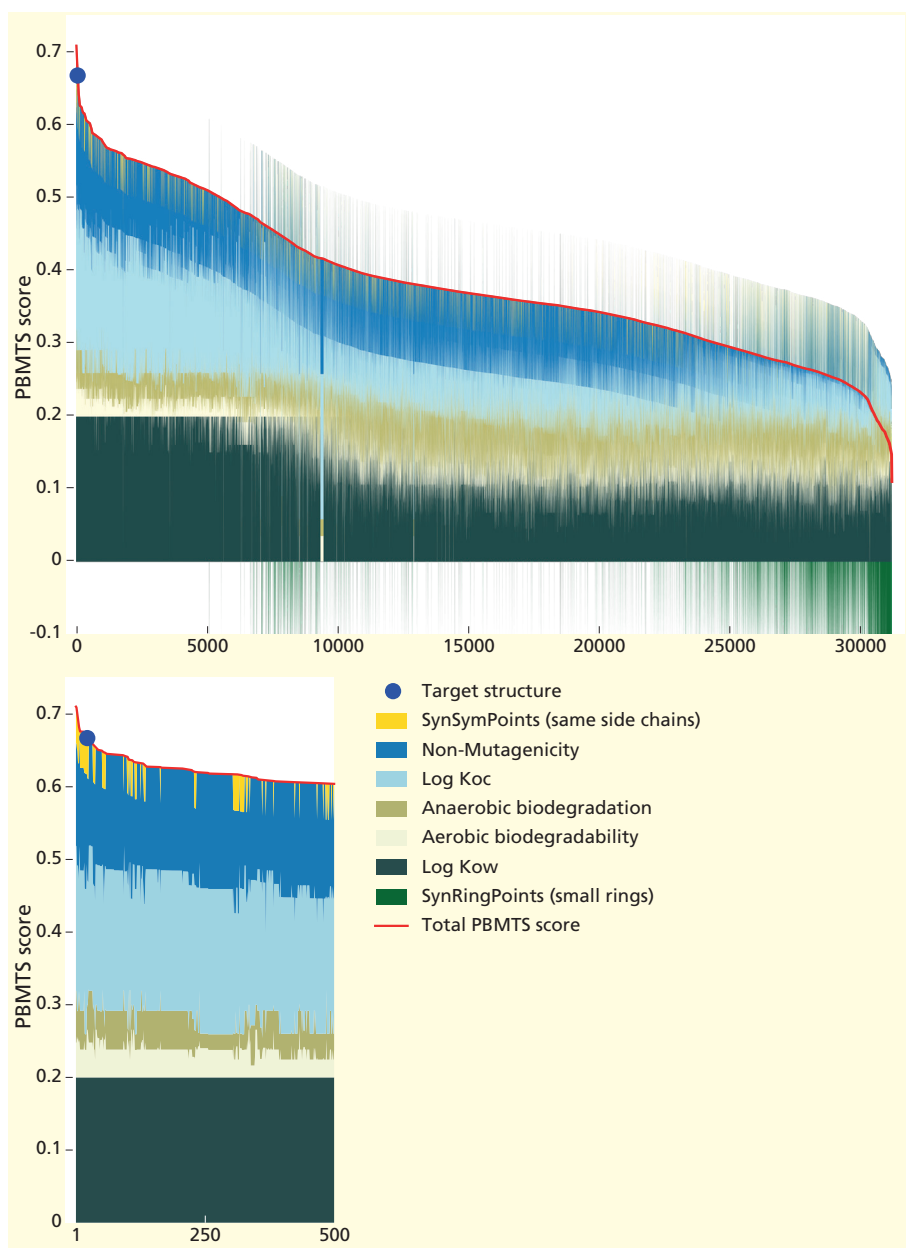 PBMTS score
0.7
0.6
0.5
0.4
0.3
0.2
0.1
0
-0.1
0 5000 10000 15000 20000 25000 30000
PBMTS score
0.7
0.6
0.5
0.4
0.3
0.2
0.1
0
1 250 500
Target structure
SynSymPoints (same side chains)
Non-Mutagenicity
Log Koc
Anaerobic biodegradation
Aerobic biodegradability
Log Kow
SynRingPoints (small rings)
Total PBMTS score